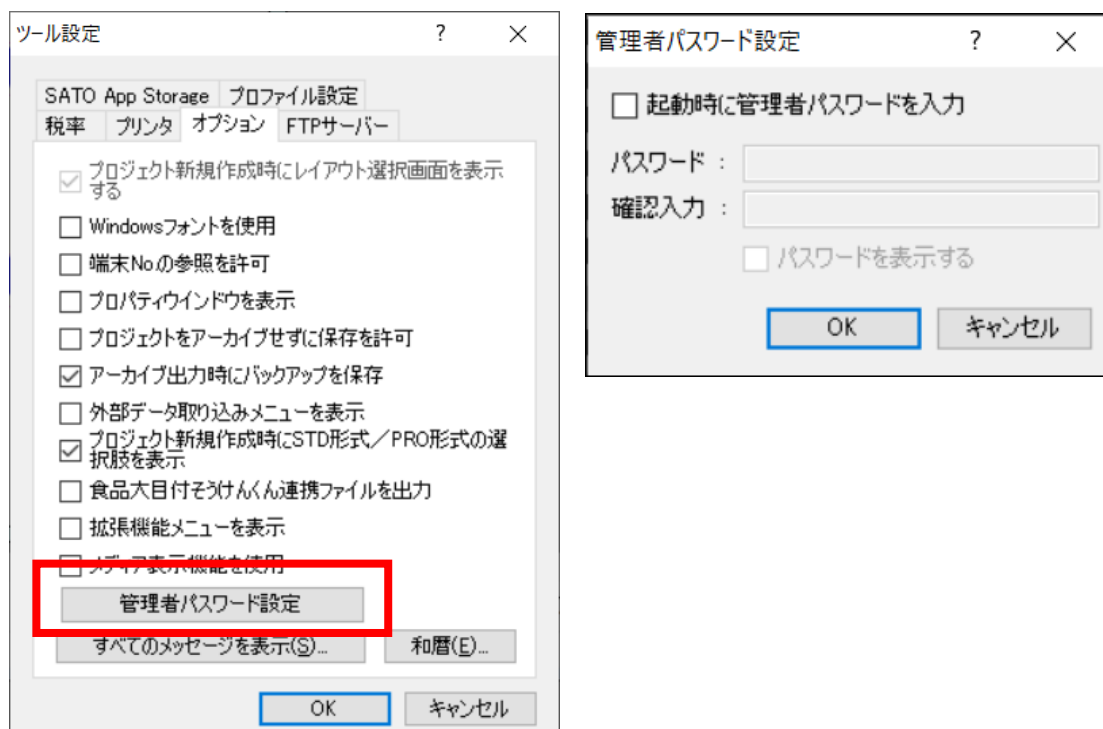 ツール設定
SATO App Storage プロファイル設定
税率 プリンタ オプション FTPサーバー
プロジェクト新規作成時にレイアウト選択画面を表示
する
Windowsフォントを使用
端末No.の参照を許可
プロパティウインドウを表示
プロジェクトをアーカイブせずに保存を許可
アーカイブ出力時にバックアップを保存
外部データ取り込みメニューを表示
プロジェクト新規作成時にSTD形式／PRO形式の選
択肢を表示
食品大目付そうけんくん連携ファイルを出力
拡張機能メニューを表示
メディア表示機能を使用
管理者パスワード設定
すべてのメッセージを表示(S)... 和暦(E)...
OK キャンセル
管理者パスワード設定
起動時に管理者パスワードを入力
パスワード :
確認入力 :
パスワードを表示する
OK キャンセル